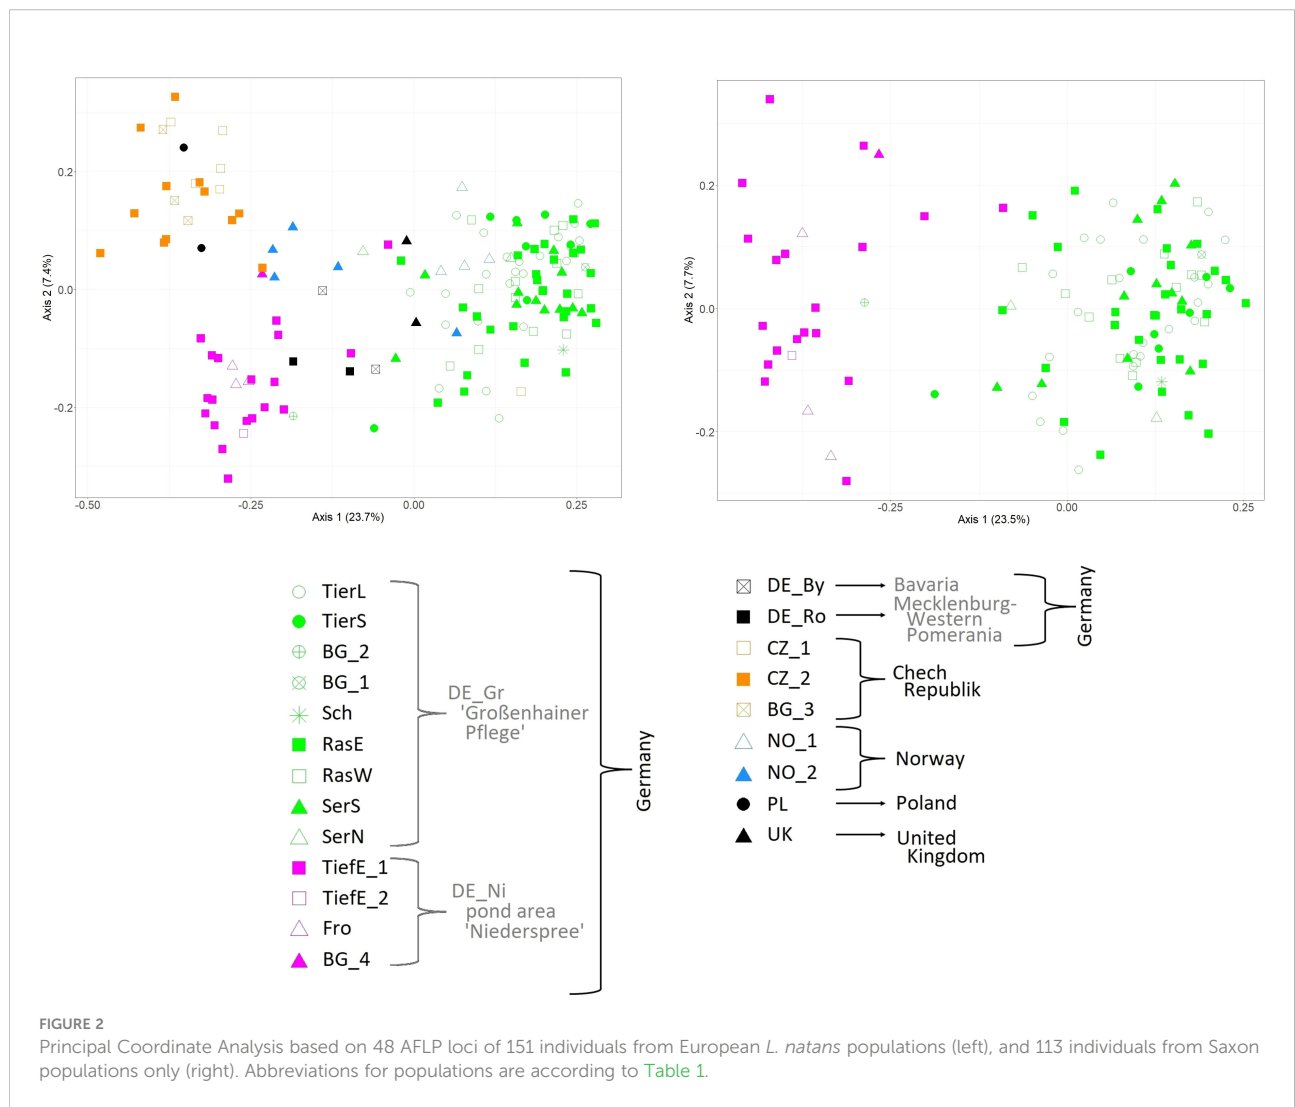 0.2
0.0
-0.2
Axis 2 (7.4%)
-0.50
-0.25
0.00
0.25
Axis 1 (23.7%)
0.2
0.0
-0.2
Axis 2 (7.7%)
-0.25
0.00
0.25
Axis 1 (23.5%)
TierL
TierS
BG_2
BG_1
Sch
RasE
RasW
SerS
SerN
TiefE_1
TiefE_2
Fro
BG_4
DE_Gr
'Großenhainer
Pflege'
DE_Ni
pond area
'Niederspree'
Germany
DE_By
DE_Ro
CZ_1
CZ_2
BG_3
NO_1
NO_2
PL
UK
Bavaria
Mecklenburg-
Western
Pomerania
Germany
Chech
Republik
Norway
Poland
United
Kingdom
FIGURE 2
Principal Coordinate Analysis based on 48 AFLP loci of 151 individuals from European L. natans populations (left), and 113 individuals from Saxon
populations only (right). Abbreviations for populations are according to Table 1.